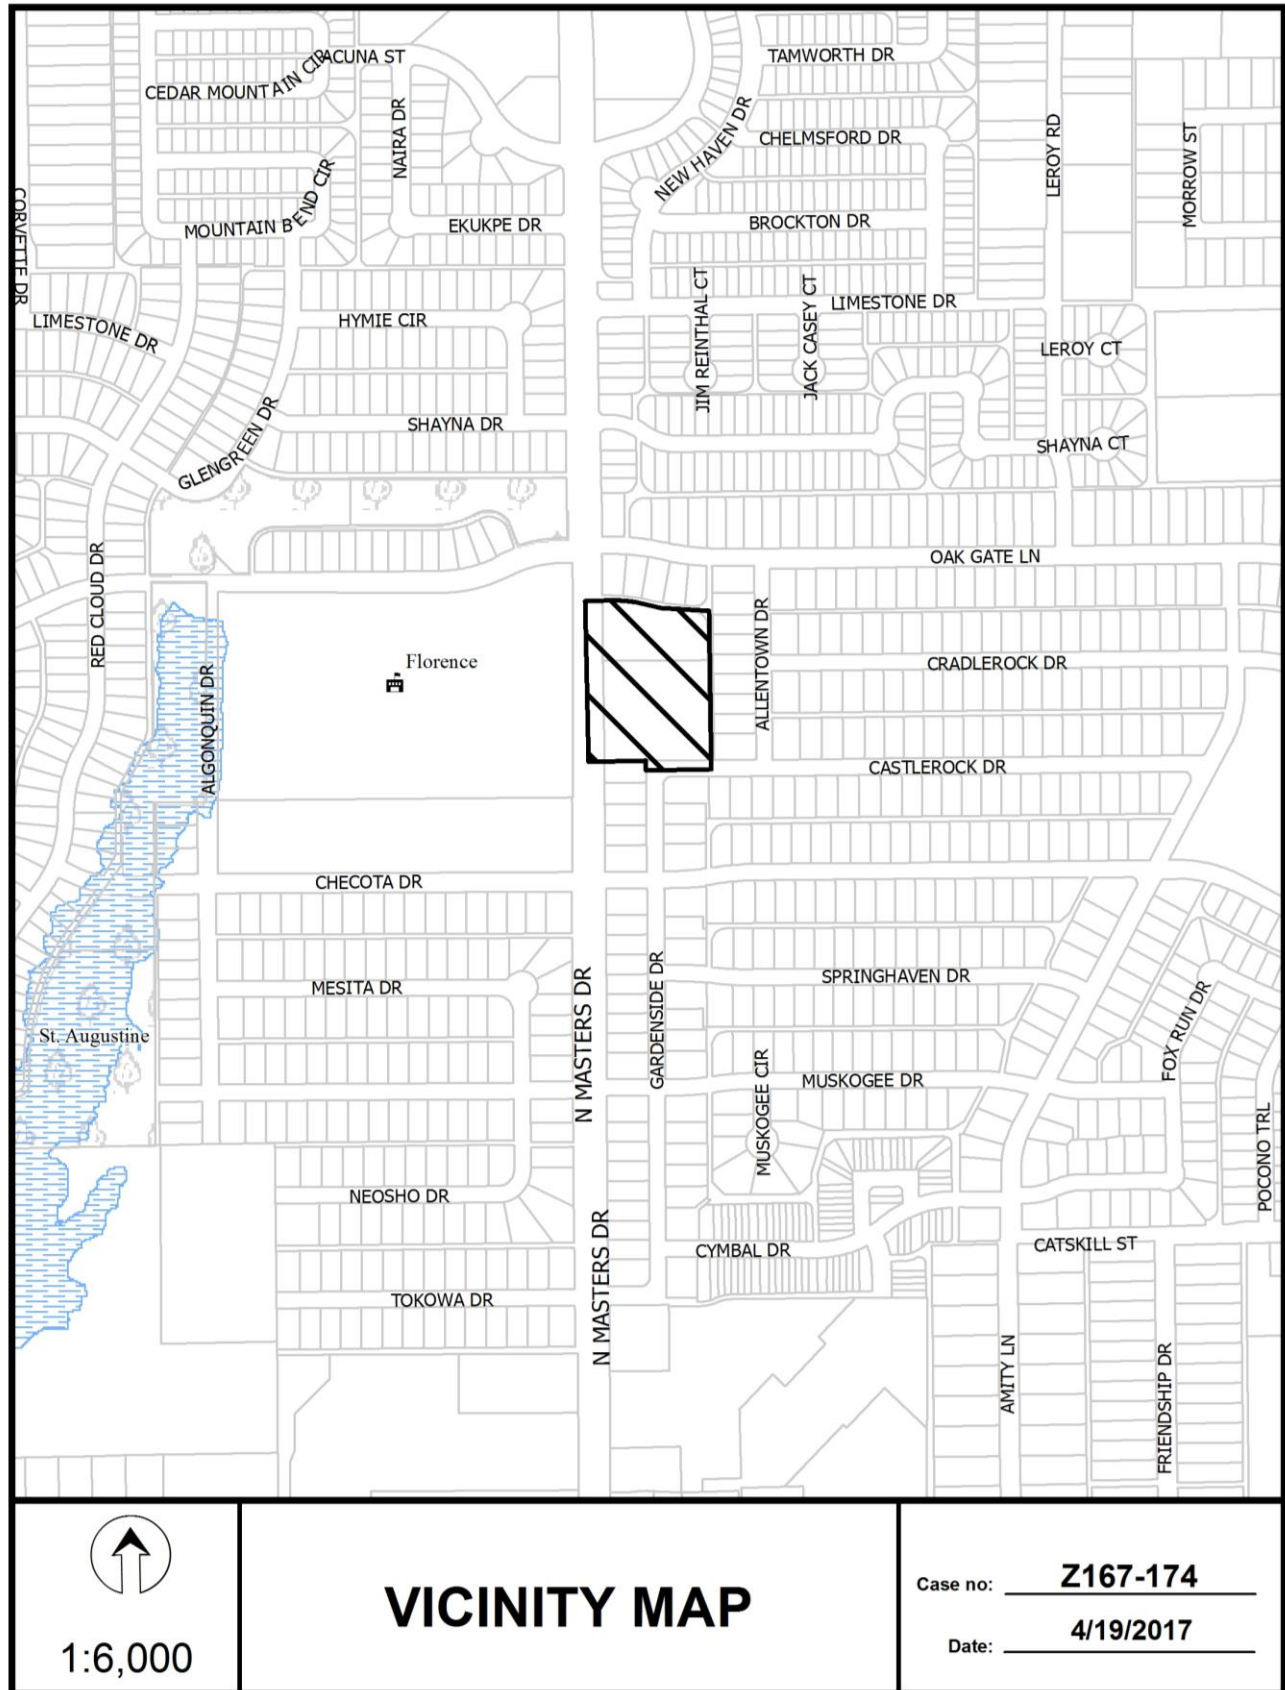 ACUNA ST
TAMWORTH DR
CEDAR MOUNTAIN CIR
NAIRA DR
NEW HAVEN DR
CHELMSFORD DR
LEROY RD
MORROW ST
CORVETTE DR
MOUNTAIN BEND CIR
EKUKPE DR
BROCKTON DR
LIMESTONE DR
HYMIE CIR
JIM REINTHAL CT
JACK CASEY CT
LIMESTONE DR
LEROY CT
GLENGREEN DR
SHAYNA DR
SHAYNA CT
RED CLOUD DR
OAK GATE LN
ALGONQUIN DR
Florence
ALLENTOWN DR
CRADLEROCK DR
CASTLEROCK DR
CHECOTA DR
MESITA DR
N MASTERS DR
GARDENSIDE DR
SPRINGHAVEN DR
FOX RUN DR
St. Augustine
MUSKOGEE CIR
MUSKOGEE DR
POCONO TRL
NEOSHO DR
N MASTERS DR
CYMBAL DR
CATSKILL ST
TOKOWA DR
AMITY LN
FRIENDSHIP DR
1:6,000
VICINITY MAP
Case no: Z167-174
Date: 4/19/2017